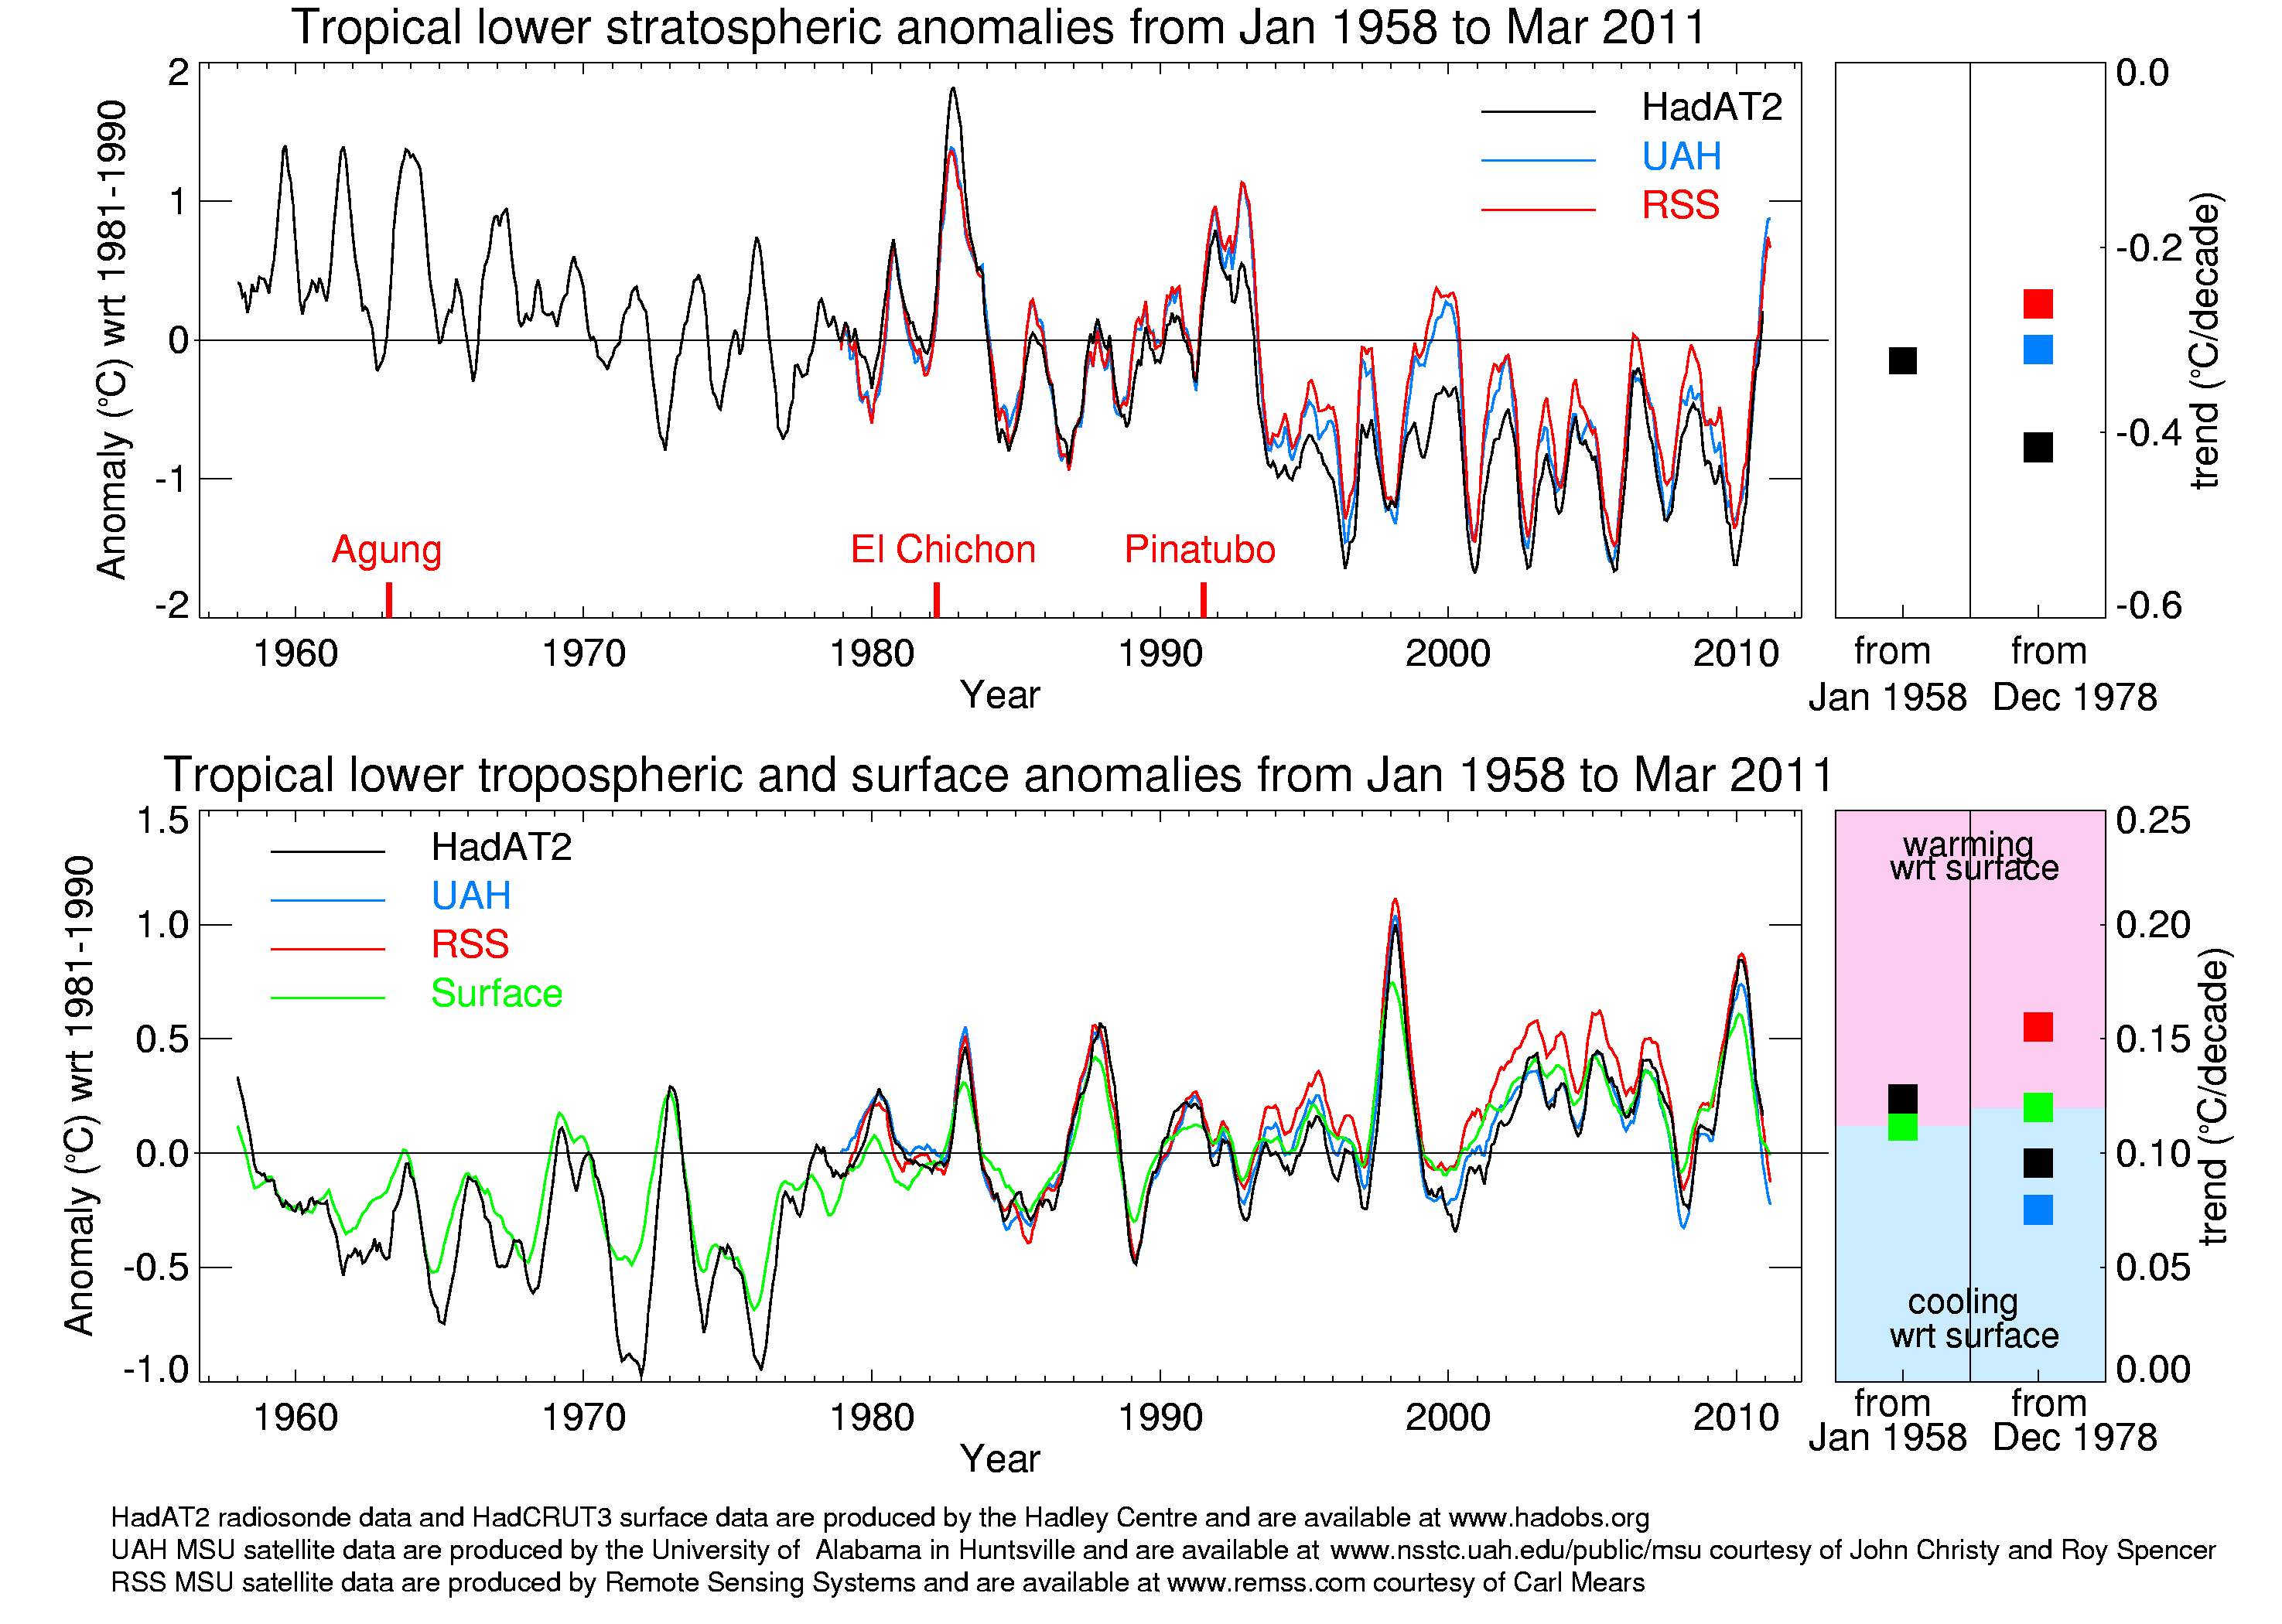 Tropical lower stratospheric anomalies from Jan 1958 to Mar 2011
Anomaly (°C) wrt 1981-1990
2
1
0
-1
-2
HadAT2
UAH
RSS
Agung
El Chichon
Pinatubo
1960
1970
1980
1990
2000
2010
Year
0.0
-0.2
-0.4
-0.6
trend (°C/decade)
from
Jan 1958
from
Dec 1978
Tropical lower tropospheric and surface anomalies from Jan 1958 to Mar 2011
Anomaly (°C) wrt 1981-1990
1.5
1.0
0.5
0.0
-0.5
-1.0
HadAT2
UAH
RSS
Surface
1960
1970
1980
1990
2000
2010
Year
warming
wrt surface
cooling
wrt surface
0.25
0.20
0.15
0.10
0.05
0.00
trend (°C/decade)
from
Jan 1958
from
Dec 1978
HadAT2 radiosonde data and HadCRUT3 surface data are produced by the Hadley Centre and are available at www.hadobs.org
UAH MSU satellite data are produced by the University of  Alabama in Huntsville and are available at www.nsstc.uah.edu/public/msu courtesy of John Christy and Roy Spencer
RSS MSU satellite data are produced by Remote Sensing Systems and are available at www.remss.com courtesy of Carl Mears